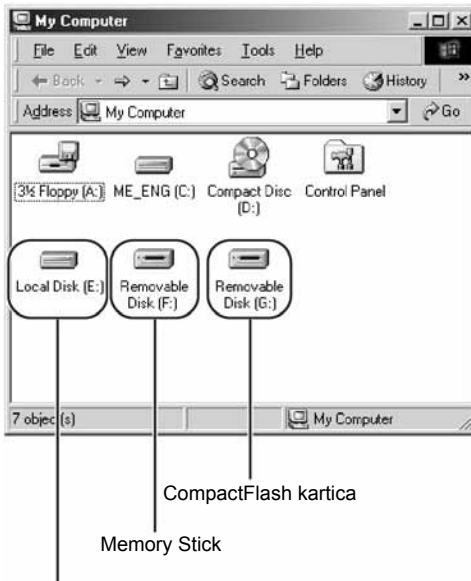 My Computer
File Edit View Favorites Tools Help
Back Search Folders History »
Address My Computer Go
3½ Floppy (A:) ME_ENG (C:) Compact Disc (D:) Control Panel
Local Disk (E:) Removable Disk (F:) Removable Disk (G:)
7 object(s) My Computer
CompactFlash kartica
Memory Stick